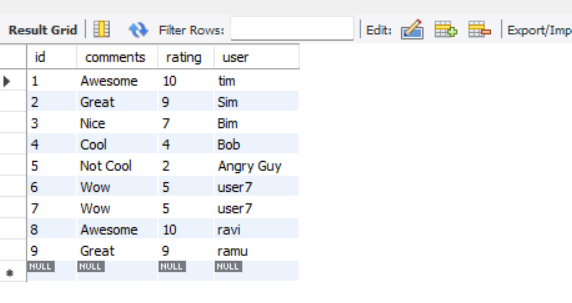 Result Grid Filter Rows: Edit: Export/Imp
id comments rating user
1 Awesome 10 tim
2 Great 9 Sim
3 Nice 7 Bim
4 Cool 4 Bob
5 Not Cool 2 Angry Guy
6 Wow 5 user7
7 Wow 5 user7
8 Awesome 10 ravi
9 Great 9 ramu
NULL NULL NULL NULL